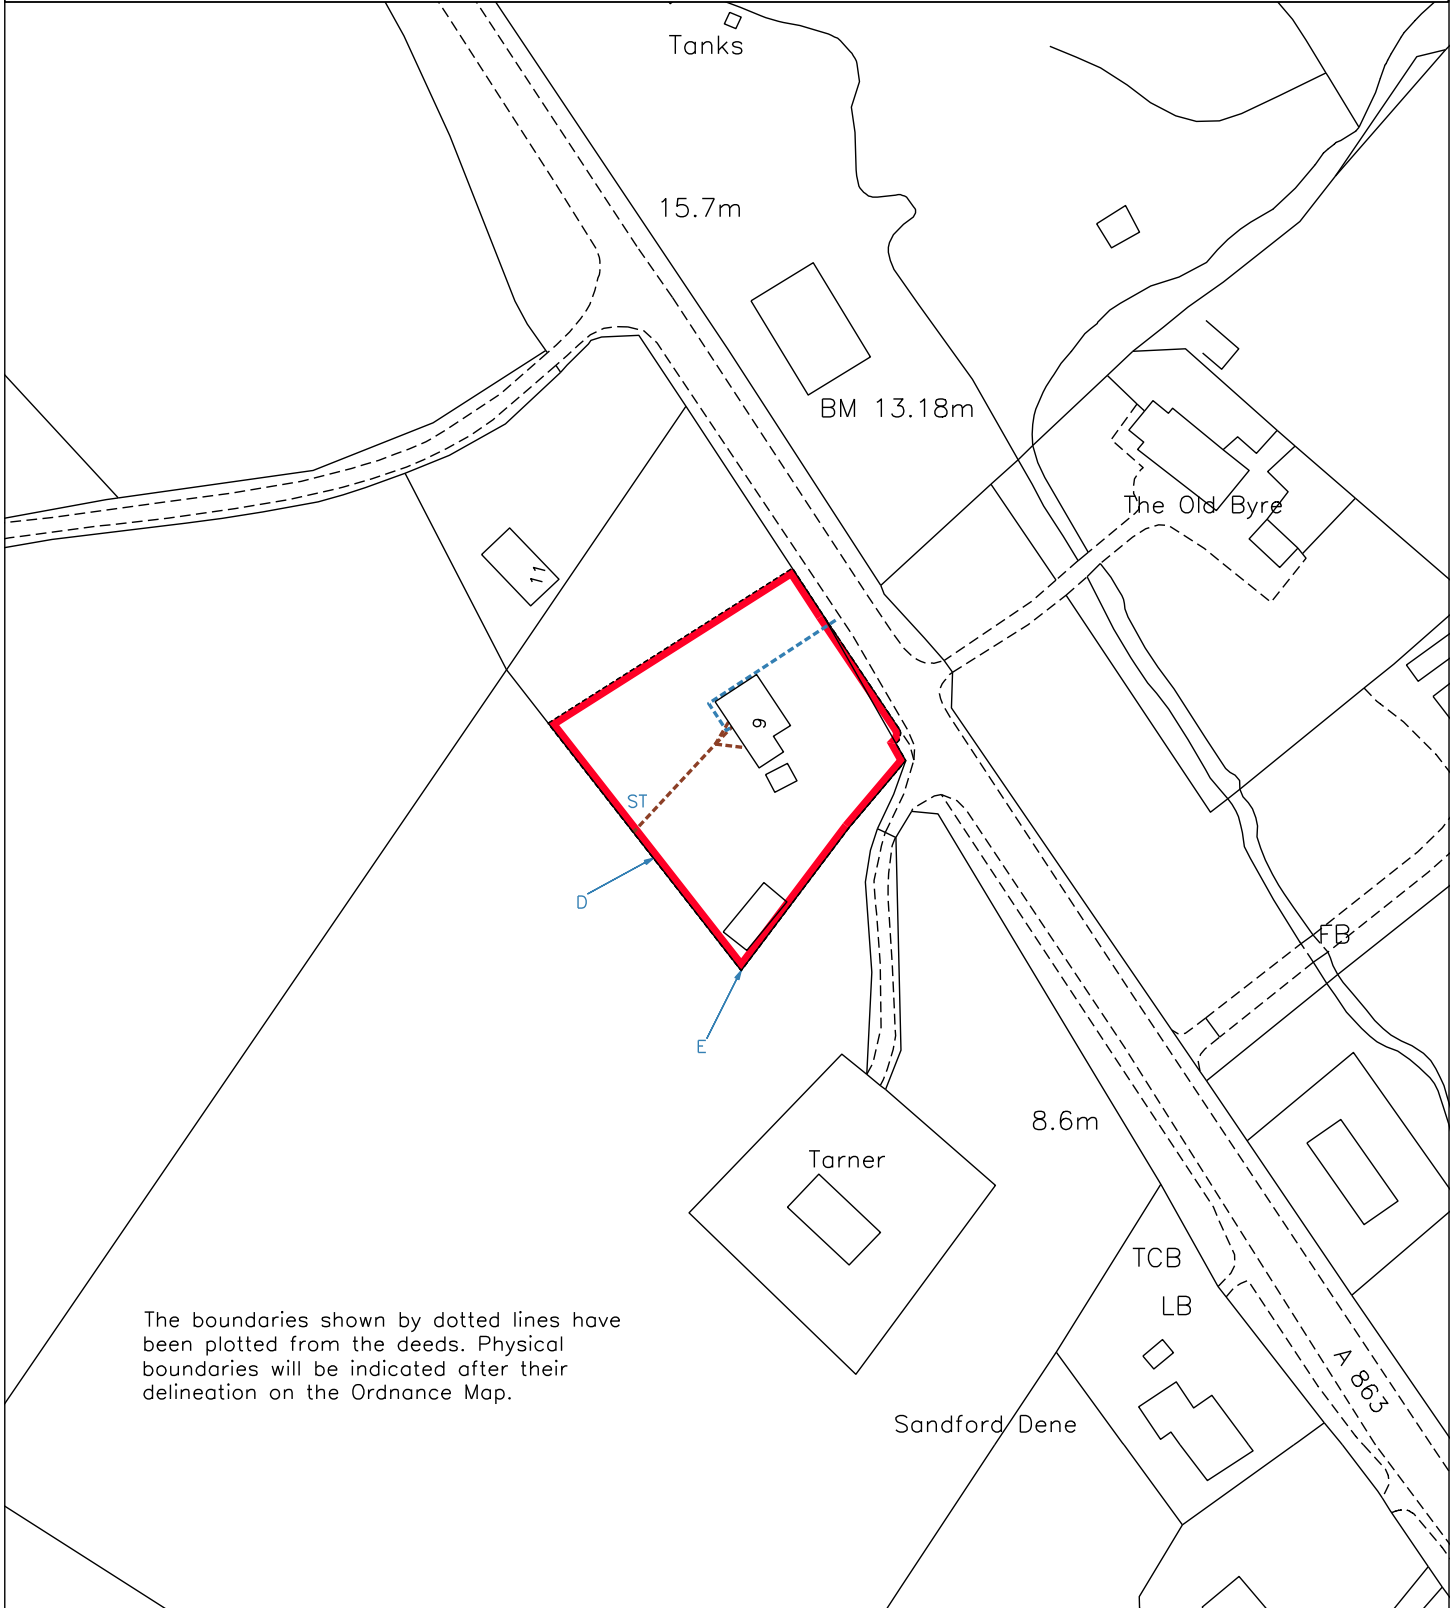 Tanks
15.7m
BM 13.18m
The Old Byre
11
9
ST
D
FB
E
8.6m
Tarner
TCB
LB
The boundaries shown by dotted lines have
been plotted from the deeds. Physical
boundaries will be indicated after their
delineation on the Ordnance Map.
A 863
Sandford Dene